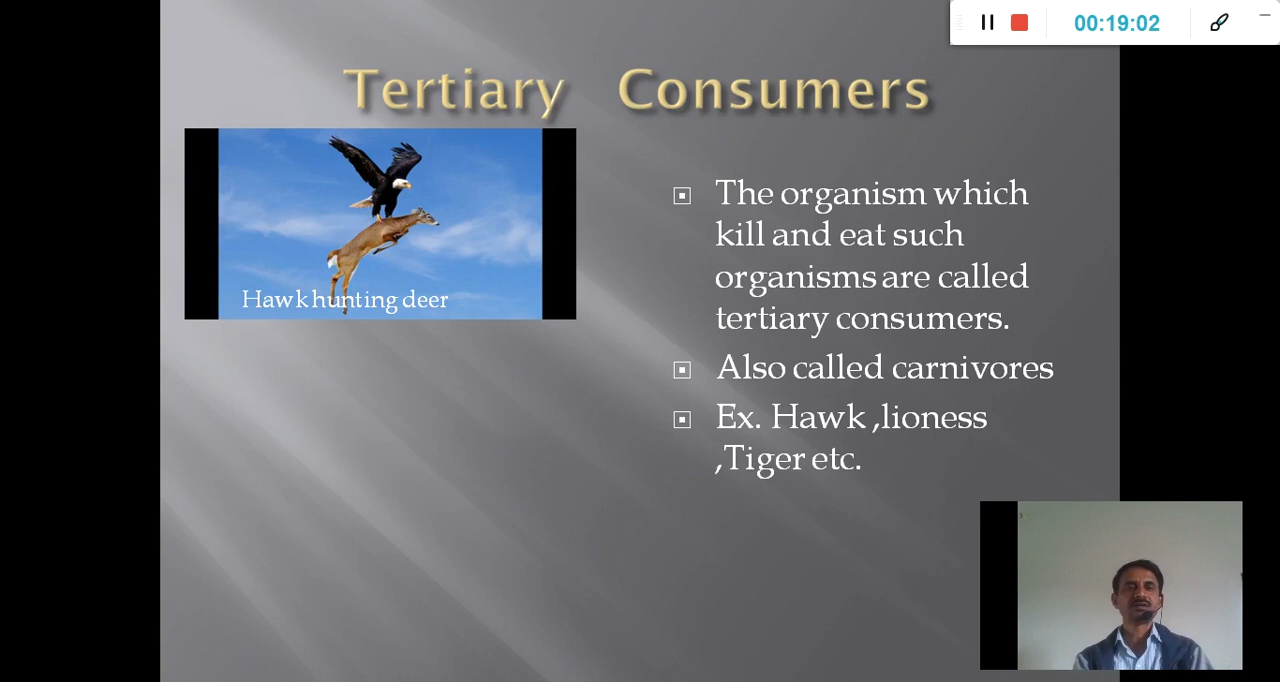 00:19:02
Tertiary Consumers
Hawk hunting deer
The organism which
kill and eat such
organisms are called
tertiary consumers.
Also called carnivores
Ex. Hawk ,lioness
,Tiger etc.